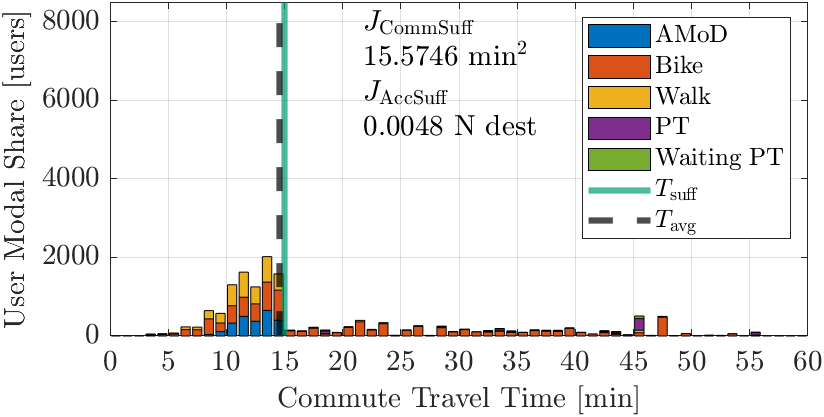 8000
6000
4000
2000
0
User Modal Share [users]
J_CommSuff
15.5746 min²
J_AccSuff
0.0048 N dest
AMoD
Bike
Walk
PT
Waiting PT
T_suff
T_avg
0 5 10 15 20 25 30 35 40 45 50 55 60
Commute Travel Time [min]